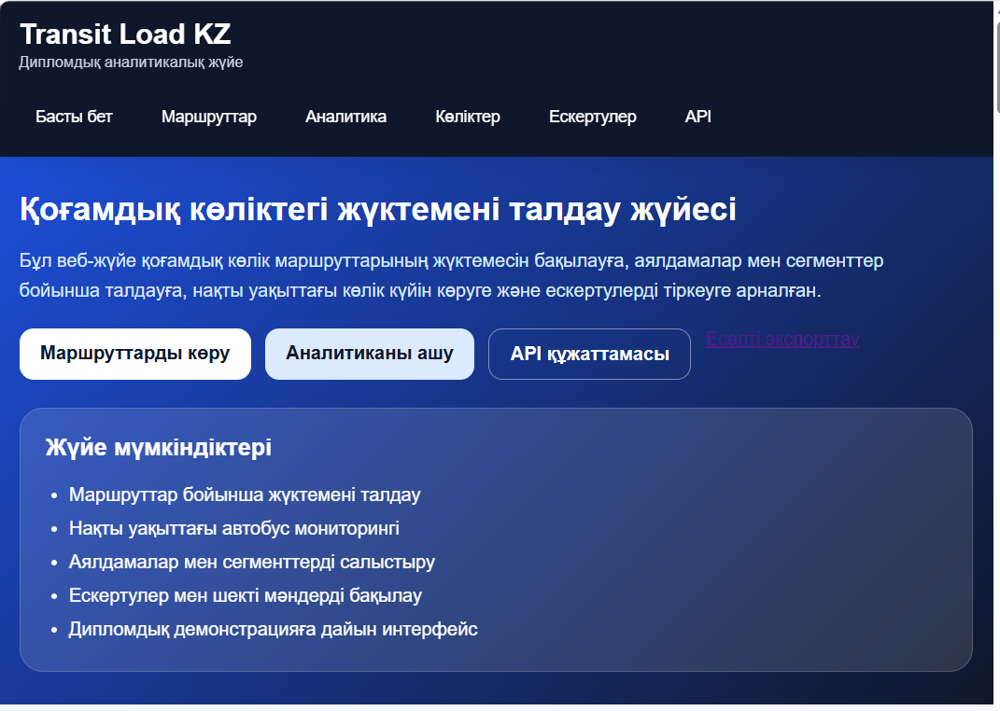 Transit Load KZ
Дипломдық аналитикалық жүйе
Басты бет Маршруттар Аналитика Көліктер Ескертулер API
Қоғамдық көліктегі жүктемені талдау жүйесі
Бұл веб-жүйе қоғамдық көлік маршруттарының жүктемесін бақылауға, аялдамалар мен сегменттер
бойынша талдауға, нақты уақыттағы көлік күйін көруге және ескертулерді тіркеуге арналған.
Маршруттарды көру Аналитиканы ашу API құжаттамасы Есепті экспорттау
Жүйе мүмкіндіктері
• Маршруттар бойынша жүктемені талдау
• Нақты уақыттағы автобус мониторингі
• Аялдамалар мен сегменттерді салыстыру
• Ескертулер мен шекті мәндерді бақылау
• Дипломдық демонстрацияға дайын интерфейс